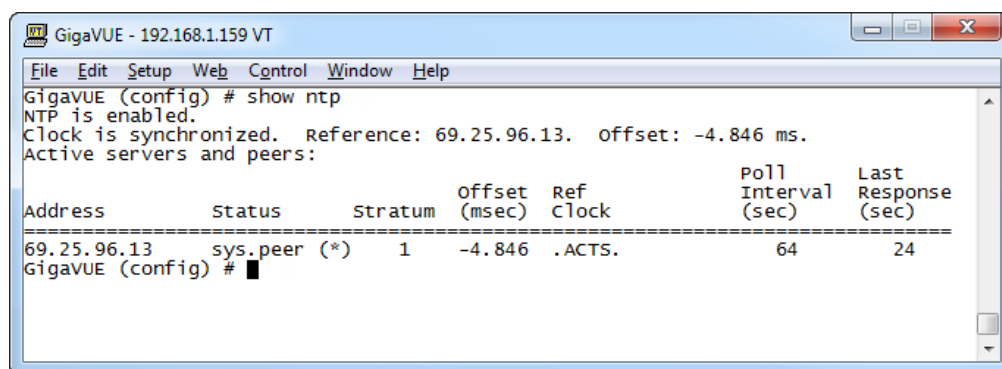 GigaVUE - 192.168.1.159 VT
File Edit Setup Web Control Window Help
GigaVUE (config) # show ntp
NTP is enabled.
Clock is synchronized.  Reference: 69.25.96.13.  Offset: -4.846 ms.
Active servers and peers:
Poll Last
Offset Ref Interval Response
Address Status Stratum (msec) Clock (sec) (sec)
================================================================================
69.25.96.13 sys.peer (*) 1 -4.846 .ACTS. 64 24
GigaVUE (config) #